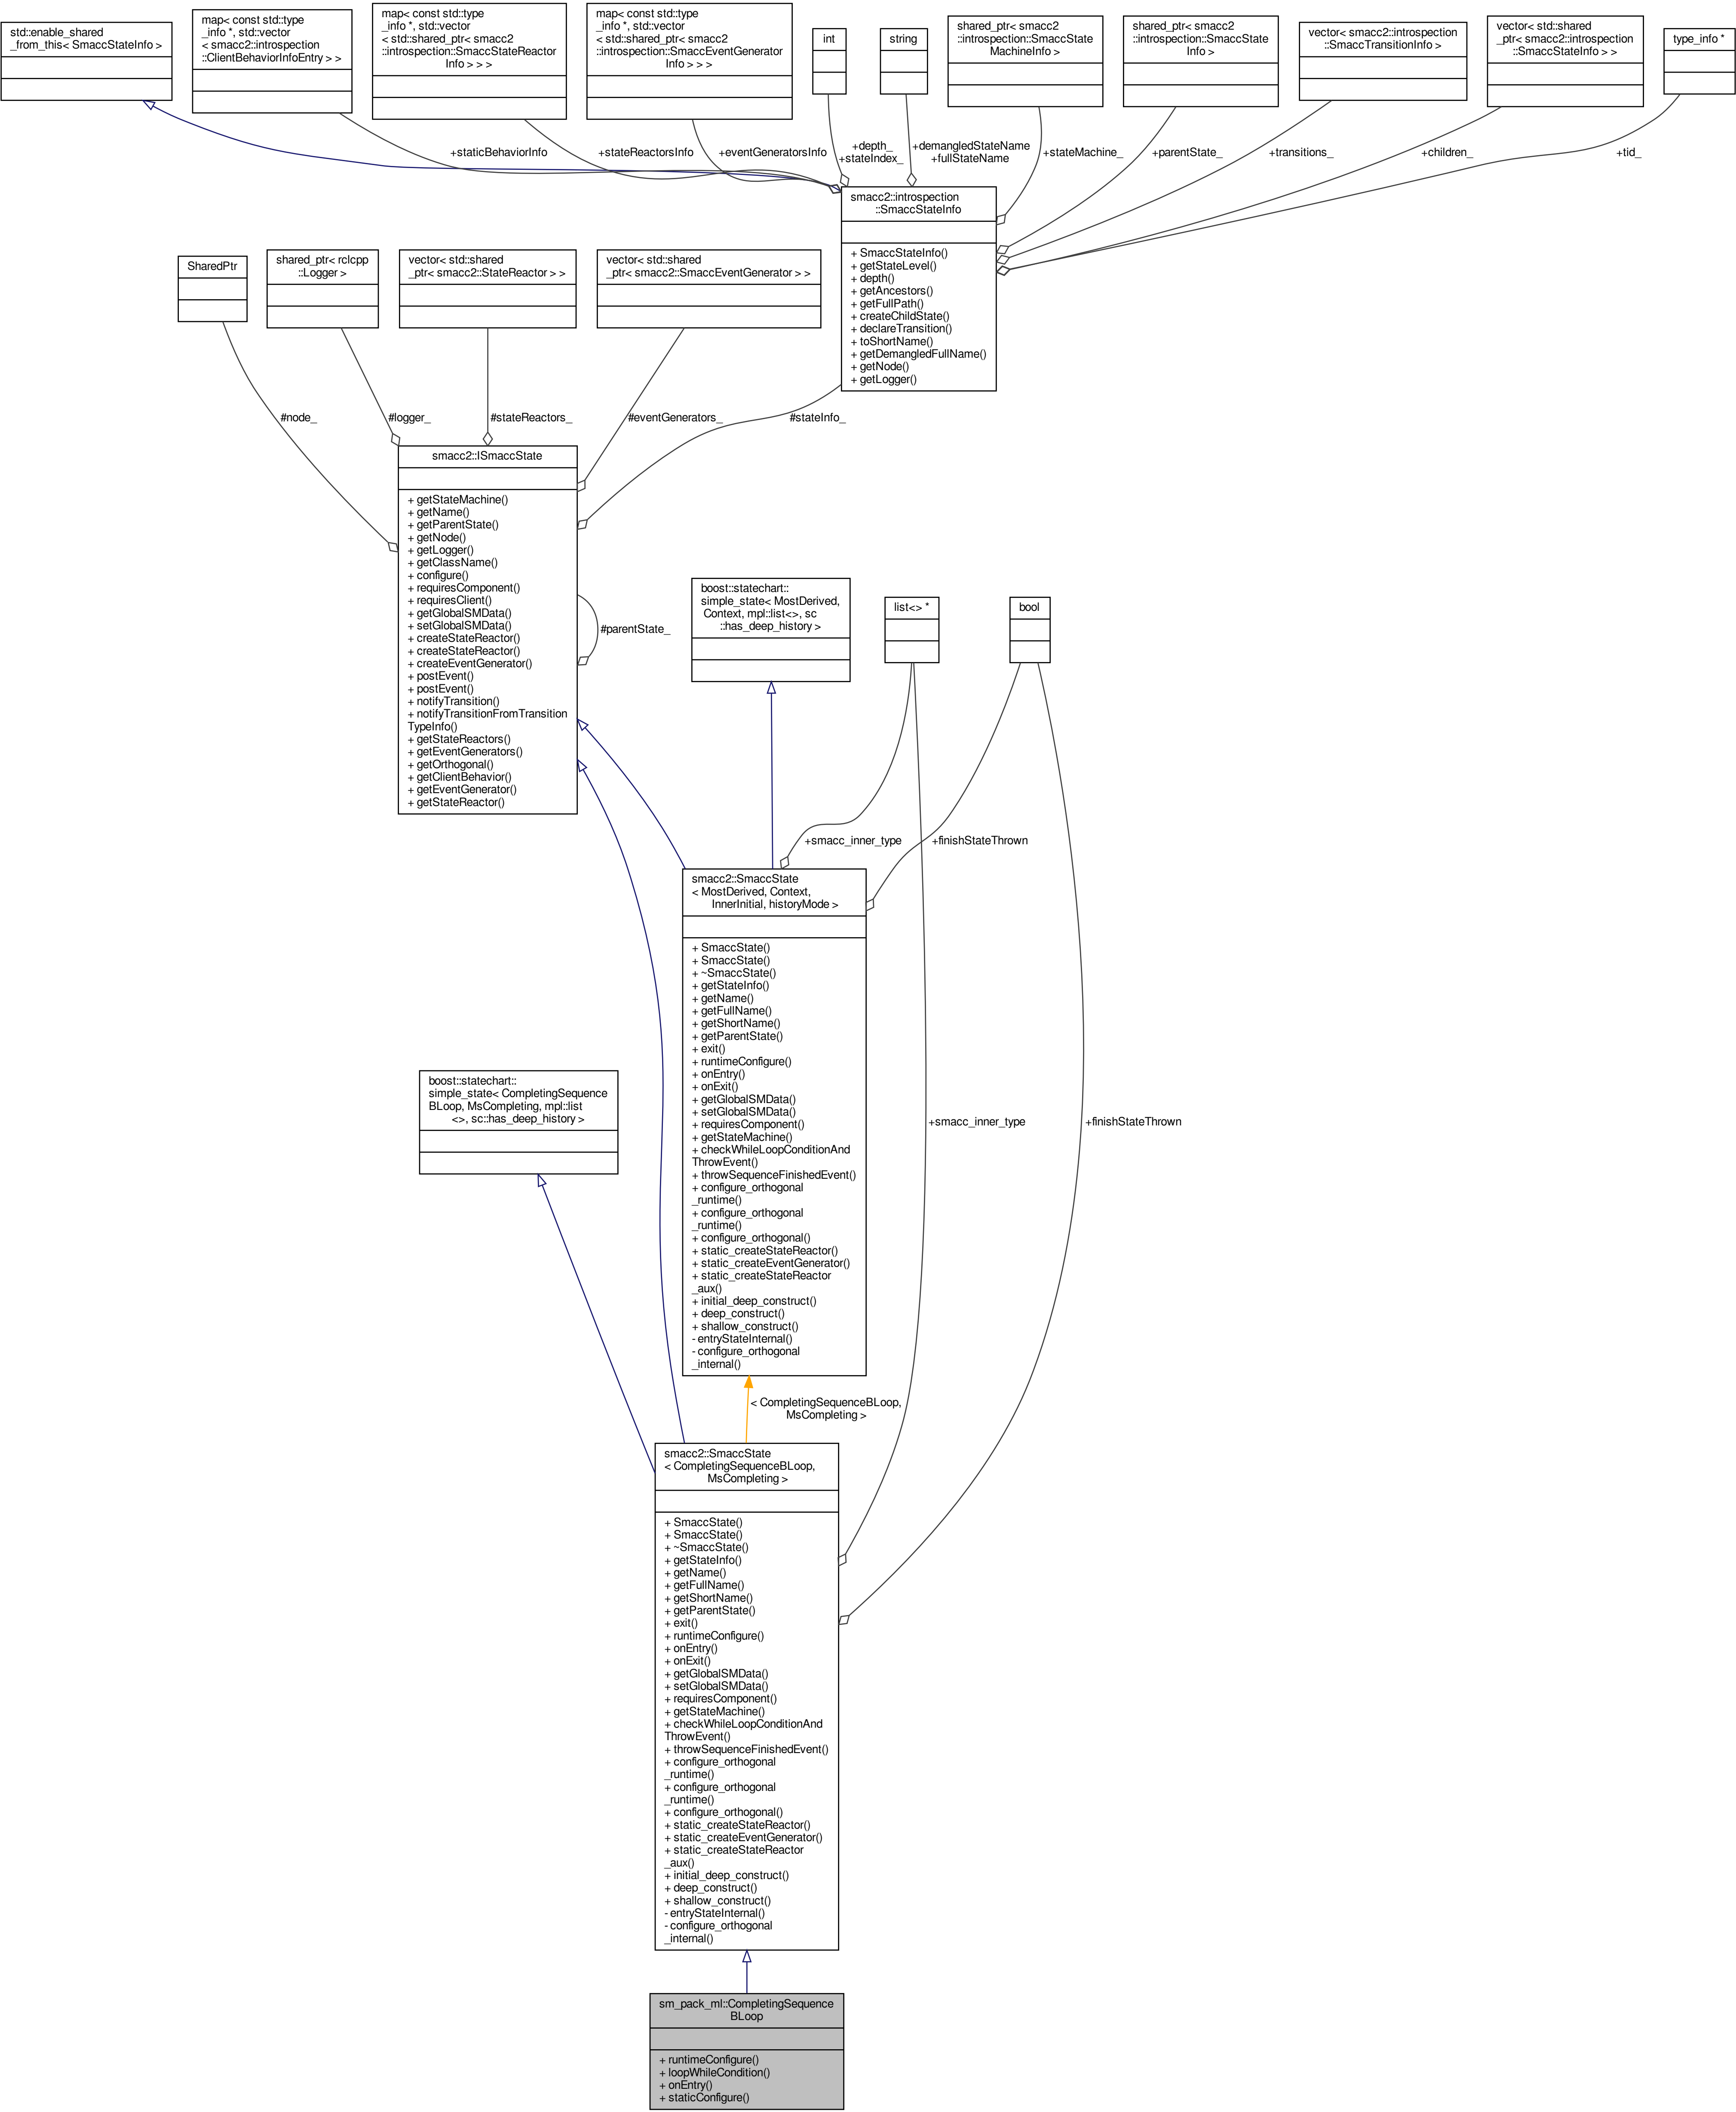 std::enable_shared
_from_this< SmaccStateInfo >
map< const std::type
_info *, std::vector
< smacc2::introspection
::ClientBehaviorInfoEntry > >
map< const std::type
_info *, std::vector
< std::shared_ptr< smacc2
::introspection::SmaccStateReactor
Info > > >
map< const std::type
_info *, std::vector
< std::shared_ptr< smacc2
::introspection::SmaccEventGenerator
Info > > >
int
string
shared_ptr< smacc2
::introspection::SmaccState
MachineInfo >
shared_ptr< smacc2
::introspection::SmaccState
Info >
vector< smacc2::introspection
::SmaccTransitionInfo >
vector< std::shared
_ptr< smacc2::introspection
::SmaccStateInfo > >
type_info *
+staticBehaviorInfo
+stateReactorsInfo
+eventGeneratorsInfo
+depth_
+stateIndex_
+demangledStateName
+fullStateName
+stateMachine_
+parentState_
+transitions_
+children_
+tid_
smacc2::introspection
::SmaccStateInfo
+ SmaccStateInfo()
+ getStateLevel()
+ depth()
+ getAncestors()
+ getFullPath()
+ createChildState()
+ declareTransition()
+ toShortName()
+ getDemangledFullName()
+ getNode()
+ getLogger()
SharedPtr
shared_ptr< rclcpp
::Logger >
vector< std::shared
_ptr< smacc2::StateReactor > >
vector< std::shared
_ptr< smacc2::SmaccEventGenerator > >
#node_
#logger_
#stateReactors_
#eventGenerators_
#stateInfo_
smacc2::ISmaccState
+ getStateMachine()
+ getName()
+ getParentState()
+ getNode()
+ getLogger()
+ getClassName()
+ configure()
+ requiresComponent()
+ requiresClient()
+ getGlobalSMData()
+ setGlobalSMData()
+ createStateReactor()
+ createStateReactor()
+ createEventGenerator()
+ postEvent()
+ postEvent()
+ notifyTransition()
+ notifyTransitionFromTransition
TypeInfo()
+ getStateReactors()
+ getEventGenerators()
+ getOrthogonal()
+ getClientBehavior()
+ getEventGenerator()
+ getStateReactor()
#parentState_
boost::statechart::
simple_state< MostDerived,
Context, mpl::list<>, sc
::has_deep_history >
list<> *
bool
+smacc_inner_type
+finishStateThrown
smacc2::SmaccState
< MostDerived, Context,
InnerInitial, historyMode >
+ SmaccState()
+ SmaccState()
+ ~SmaccState()
+ getStateInfo()
+ getName()
+ getFullName()
+ getShortName()
+ getParentState()
+ exit()
+ runtimeConfigure()
+ onEntry()
+ onExit()
+ getGlobalSMData()
+ setGlobalSMData()
+ requiresComponent()
+ getStateMachine()
+ checkWhileLoopConditionAnd
ThrowEvent()
+ throwSequenceFinishedEvent()
+ configure_orthogonal
_runtime()
+ configure_orthogonal
_runtime()
+ configure_orthogonal()
+ static_createStateReactor()
+ static_createEventGenerator()
+ static_createStateReactor
_aux()
+ initial_deep_construct()
+ deep_construct()
+ shallow_construct()
- entryStateInternal()
- configure_orthogonal
_internal()
boost::statechart::
simple_state< CompletingSequence
BLoop, MsCompleting, mpl::list
<>, sc::has_deep_history >
+smacc_inner_type
+finishStateThrown
< CompletingSequenceBLoop,
MsCompleting >
smacc2::SmaccState
< CompletingSequenceBLoop,
MsCompleting >
+ SmaccState()
+ SmaccState()
+ ~SmaccState()
+ getStateInfo()
+ getName()
+ getFullName()
+ getShortName()
+ getParentState()
+ exit()
+ runtimeConfigure()
+ onEntry()
+ onExit()
+ getGlobalSMData()
+ setGlobalSMData()
+ requiresComponent()
+ getStateMachine()
+ checkWhileLoopConditionAnd
ThrowEvent()
+ throwSequenceFinishedEvent()
+ configure_orthogonal
_runtime()
+ configure_orthogonal
_runtime()
+ configure_orthogonal()
+ static_createStateReactor()
+ static_createEventGenerator()
+ static_createStateReactor
_aux()
+ initial_deep_construct()
+ deep_construct()
+ shallow_construct()
- entryStateInternal()
- configure_orthogonal
_internal()
sm_pack_ml::CompletingSequence
BLoop
+ runtimeConfigure()
+ loopWhileCondition()
+ onEntry()
+ staticConfigure()